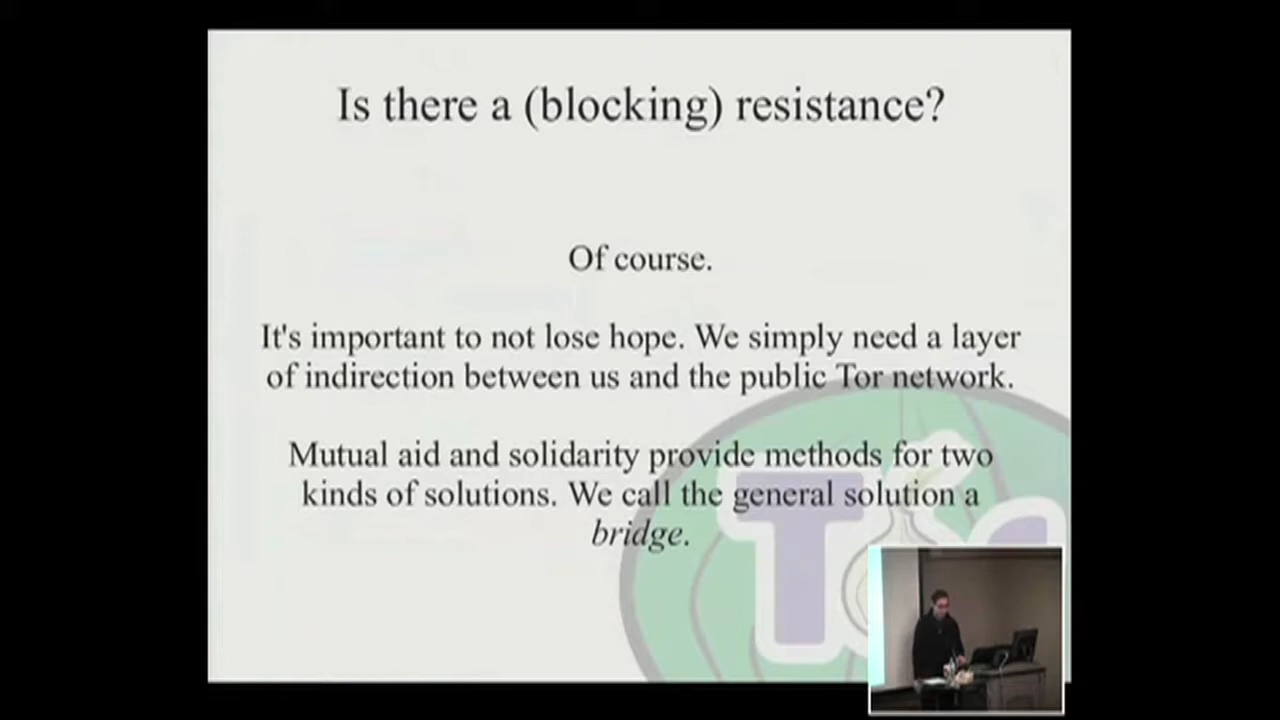 Is there a (blocking) resistance?
Of course.
It's important to not lose hope. We simply need a layer
of indirection between us and the public Tor network.
Mutual aid and solidarity provide methods for two
kinds of solutions. We call the general solution a
bridge.
Tor